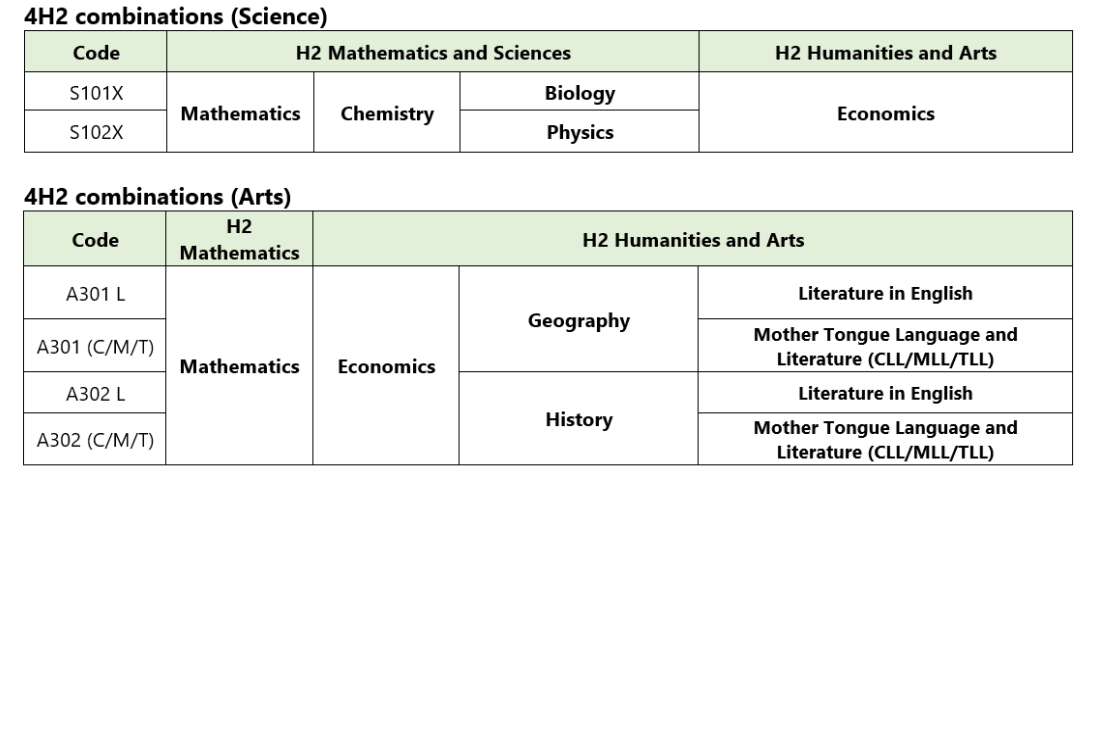 4H2 combinations (Science)
Code H2 Mathematics and Sciences H2 Humanities and Arts
S101X Mathematics Chemistry Biology Economics
S102X Physics
4H2 combinations (Arts)
Code H2 Mathematics H2 Humanities and Arts
A301 L Mathematics Economics Geography Literature in English
A301 (C/M/T) Mother Tongue Language and
Literature (CLL/MLL/TLL)
A302 L History Literature in English
A302 (C/M/T) Mother Tongue Language and
Literature (CLL/MLL/TLL)